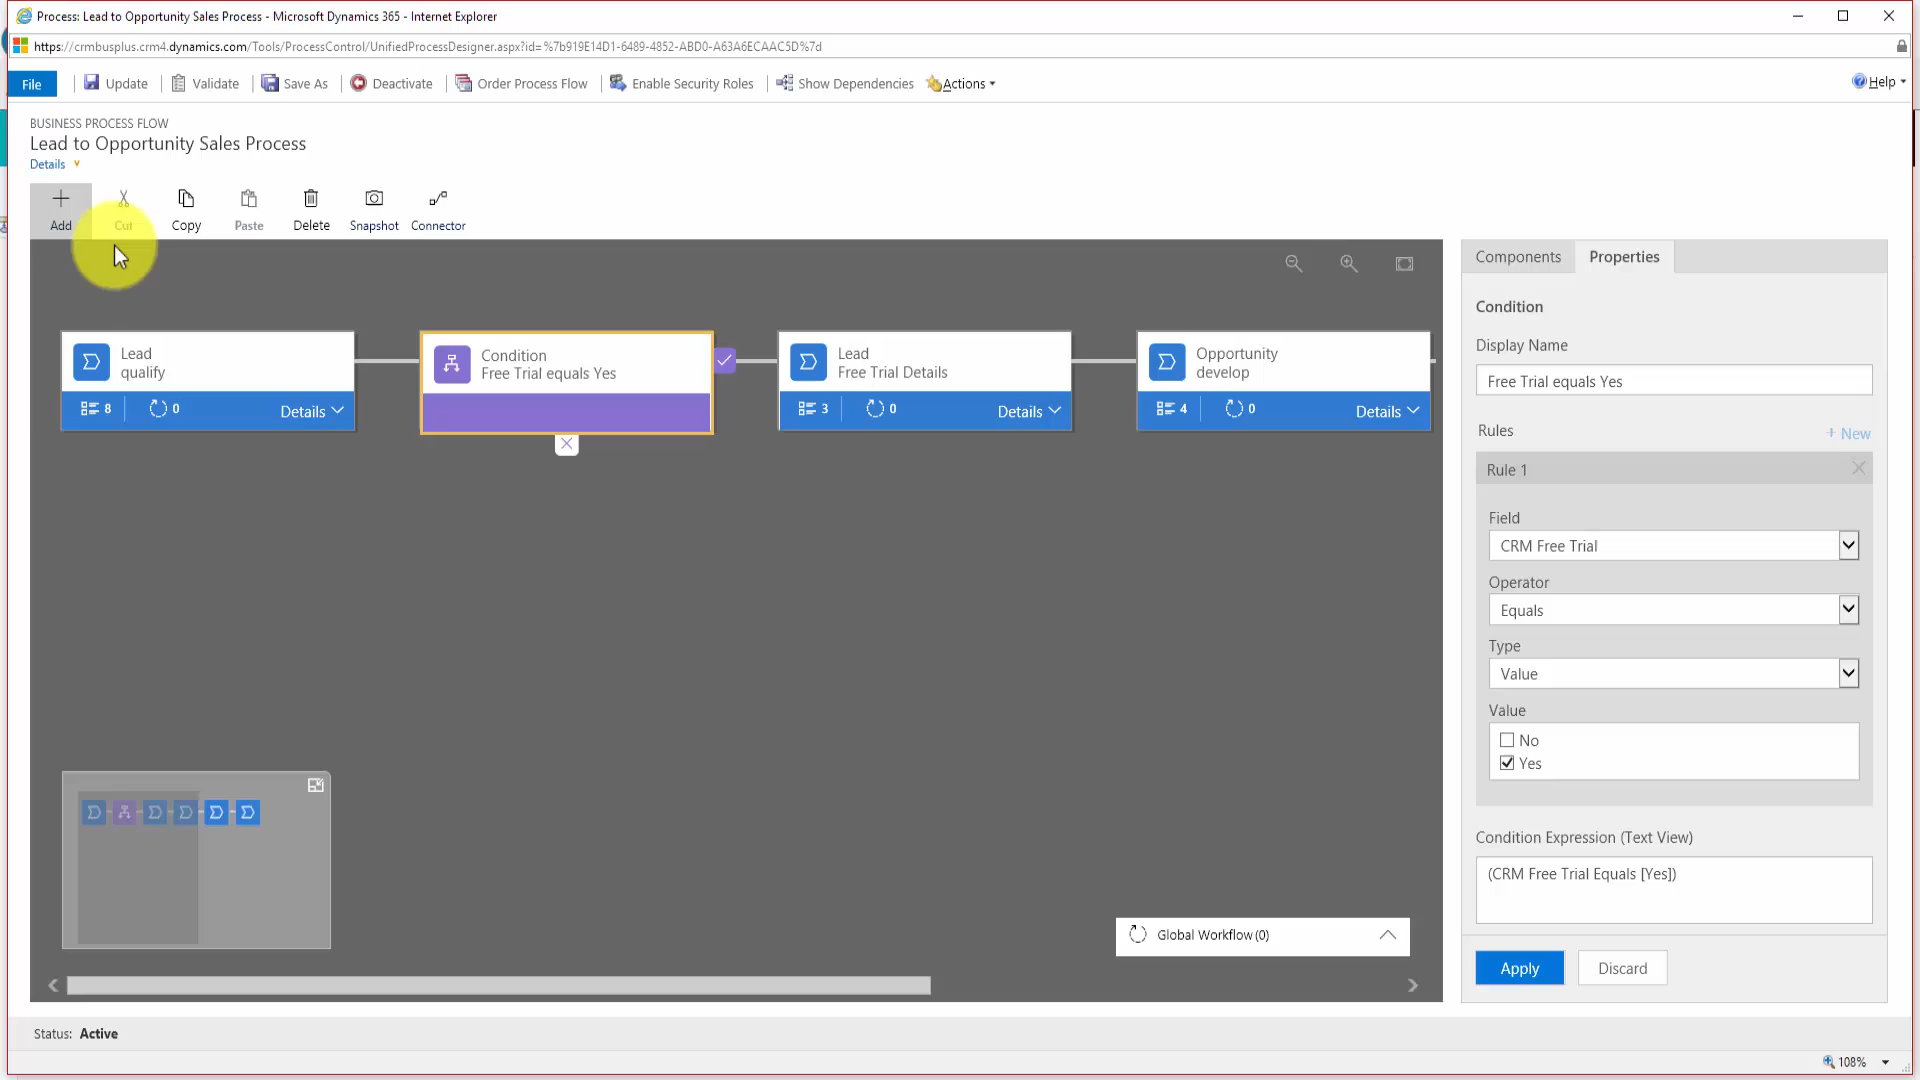 Process: Lead to Opportunity Sales Process - Microsoft Dynamics 365 - Internet Explorer
https://crmbusplus.crm4.dynamics.com/Tools/ProcessControl/UnifiedProcessDesigner.aspx?id=%7b919E14D1-6489-4852-ABD0-A63A6ECAAC5D%7d
File Update Validate Save As Deactivate Order Process Flow Enable Security Roles Show Dependencies Actions Help
BUSINESS PROCESS FLOW
Lead to Opportunity Sales Process
Details
Add Cut Copy Paste Delete Snapshot Connector
Components Properties
Lead
qualify
8 0 Details
Condition
Free Trial equals Yes
Lead
Free Trial Details
3 0 Details
Opportunity
develop
4 0 Details
Global Workflow (0)
Condition
Display Name
Free Trial equals Yes
Rules + New
Rule 1
Field
CRM Free Trial
Operator
Equals
Type
Value
Value
No
Yes
Condition Expression (Text View)
(CRM Free Trial Equals [Yes])
Apply Discard
Status: Active
108%